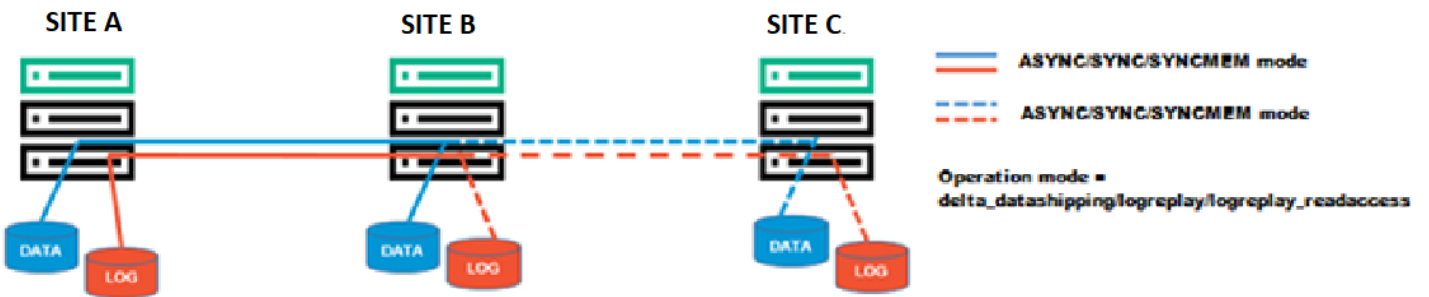 SITE A
SITE B
SITE C.
ASYNC/SYNC/SYNCMEM mode
ASYNC/SYNC/SYNCMEM mode
Operation mode =
delta_datashipping/logreplay/logreplay_readaccess
DATA
LOG
DATA
LOG
DATA
LOG